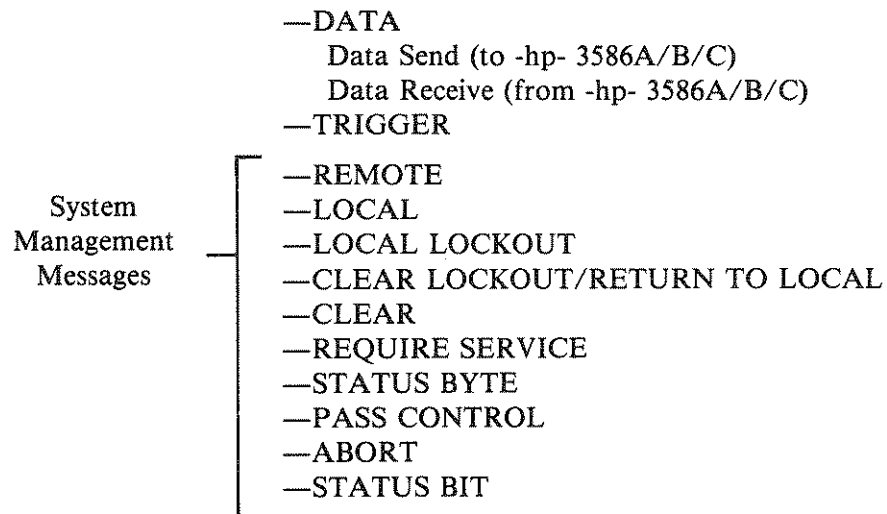 —DATA
Data Send (to -hp- 3586A/B/C)
Data Receive (from -hp- 3586A/B/C)
—TRIGGER
System
Management
Messages
—REMOTE
—LOCAL
—LOCAL LOCKOUT
—CLEAR LOCKOUT/RETURN TO LOCAL
—CLEAR
—REQUIRE SERVICE
—STATUS BYTE
—PASS CONTROL
—ABORT
—STATUS BIT